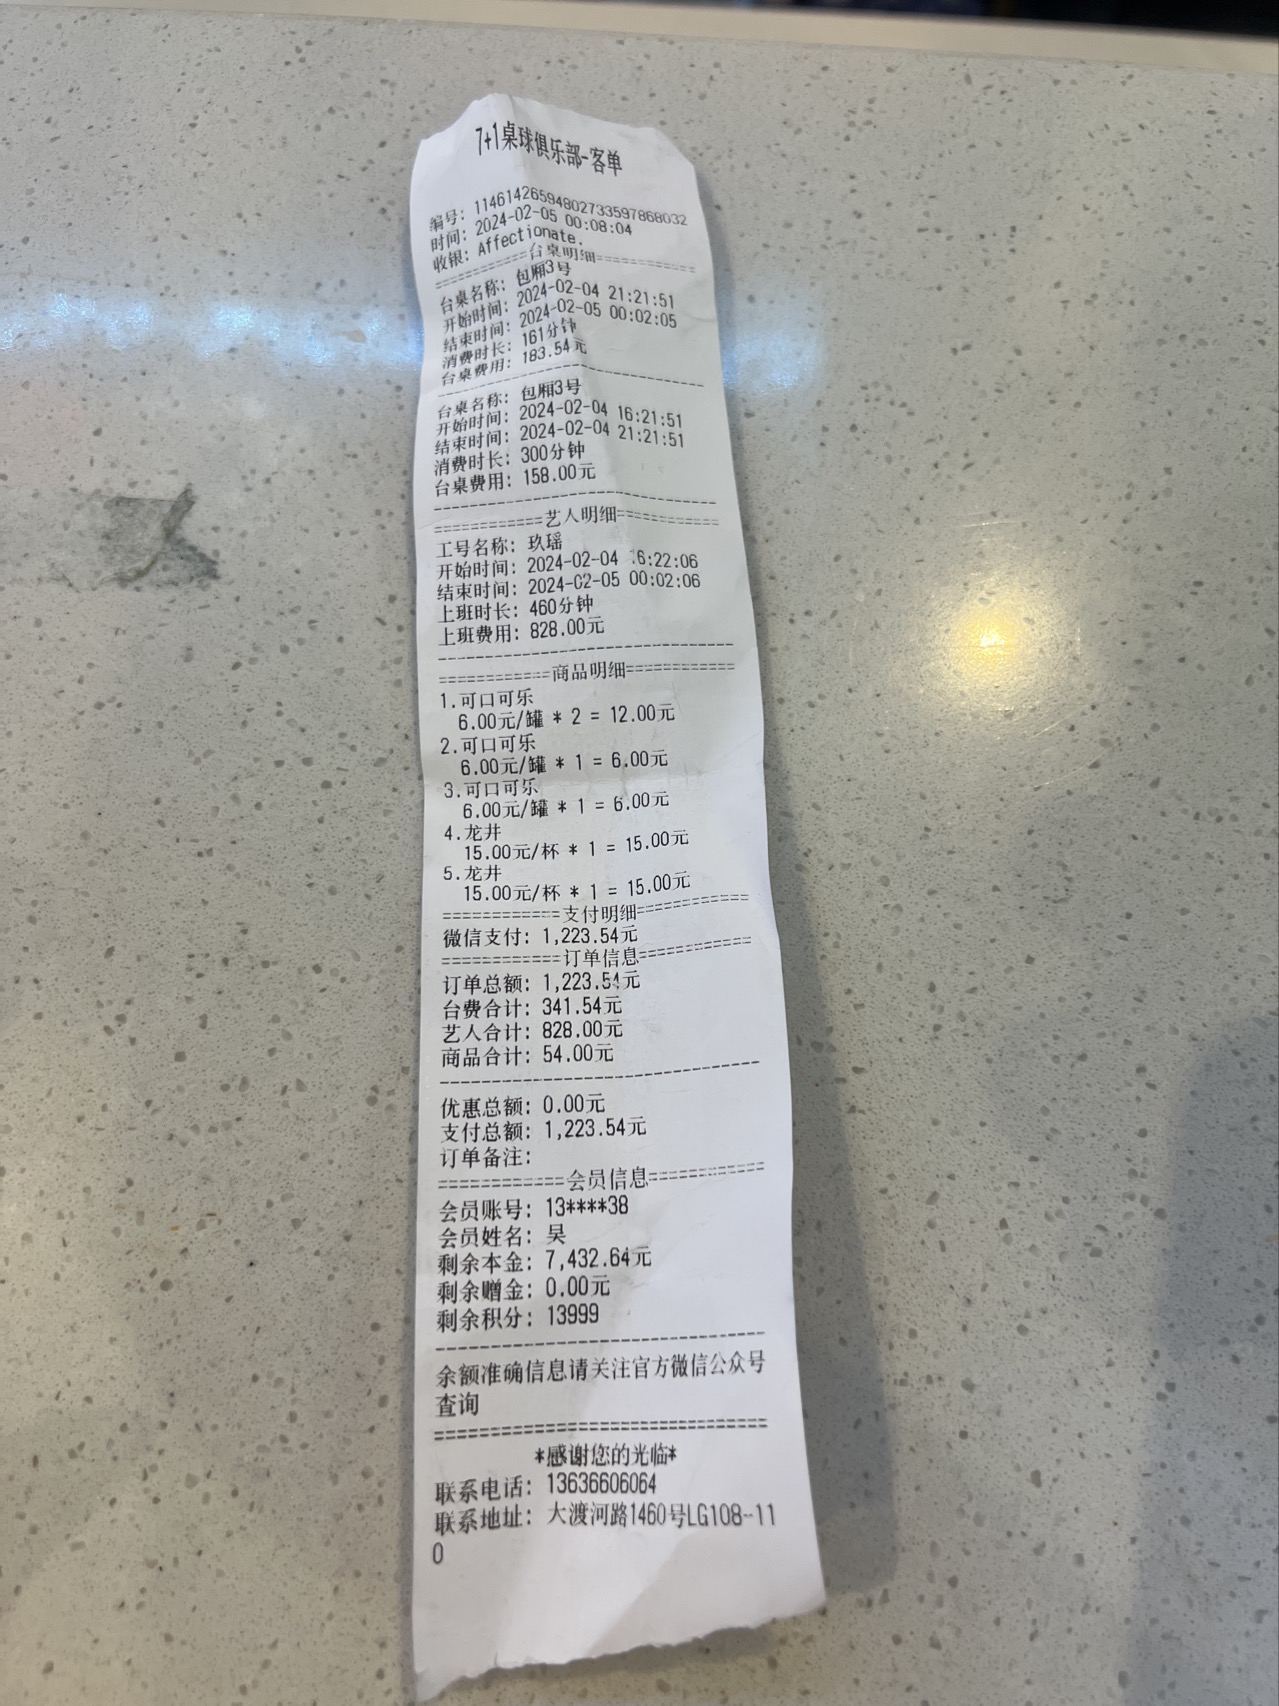 7+1桌球俱乐部-客单
编号: 1146142659480273359786​8032
时间: 2024-02-05 00:08:04
收银: Affectionate.
==========台桌明细==========
台桌名称: 包厢3号
开始时间: 2024-02-04 21:21:51
结束时间: 2024-02-05 00:02:05
消费时长: 161分钟
台桌费用: 183.54元
--------------------------------
台桌名称: 包厢3号
开始时间: 2024-02-04 16:21:51
结束时间: 2024-02-04 21:21:51
消费时长: 300分钟
台桌费用: 158.00元
--------------------------------
============艺人明细============
工号名称: 玖瑶
开始时间: 2024-02-04 16:22:06
结束时间: 2024-02-05 00:02:06
上班时长: 460分钟
上班费用: 828.00元
--------------------------------
============商品明细============
1.可口可乐
6.00元/罐 * 2 = 12.00元
2.可口可乐
6.00元/罐 * 1 = 6.00元
3.可口可乐
6.00元/罐 * 1 = 6.00元
4.龙井
15.00元/杯 * 1 = 15.00元
5.龙井
15.00元/杯 * 1 = 15.00元
============支付明细============
微信支付: 1,223.54元
============订单信息============
订单总额: 1,223.54元
台费合计: 341.54元
艺人合计: 828.00元
商品合计: 54.00元
--------------------------------
优惠总额: 0.00元
支付总额: 1,223.54元
订单备注:
============会员信息============
会员账号: 13****38
会员姓名: 吴
剩余本金: 7,432.64元
剩余赠金: 0.00元
剩余积分: 13999
--------------------------------
余额准确信息请关注官方微信公众号
查询
================================
*感谢您的光临*
联系电话: 13636606064
联系地址: 大渡河路1460号LG108-11
0